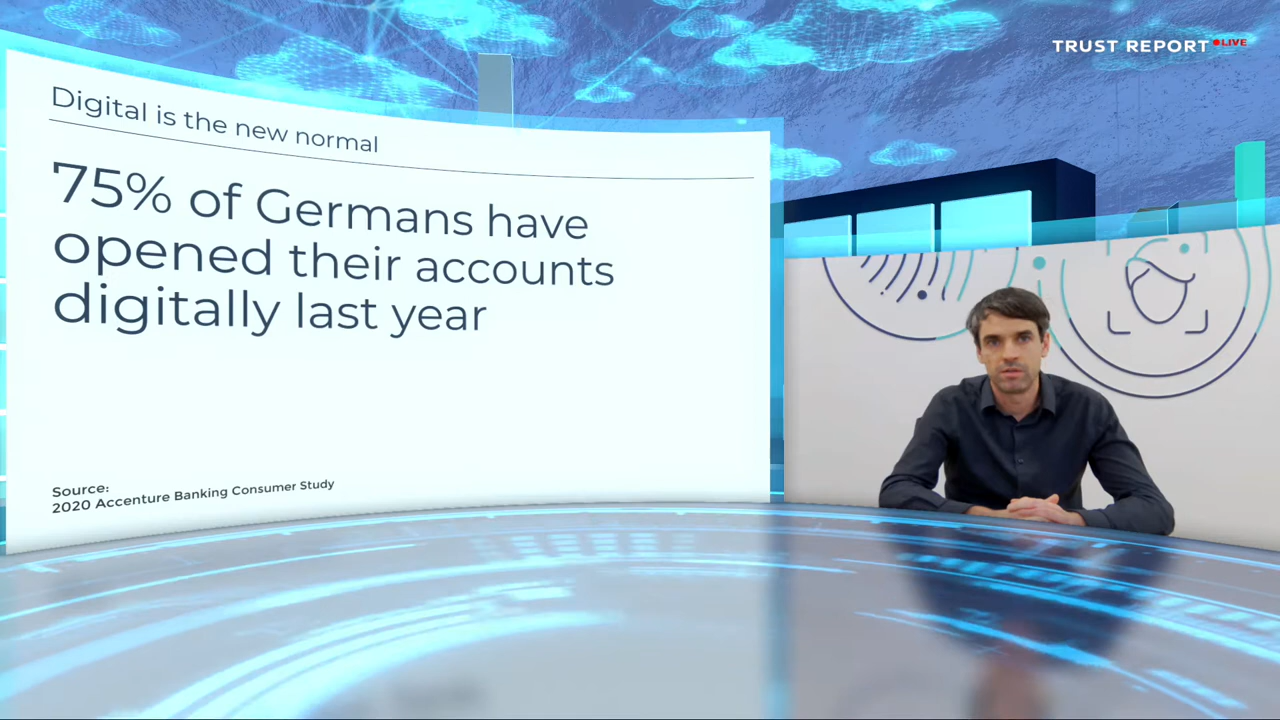 TRUST REPORT LIVE
Digital is the new normal
75% of Germans have
opened their accounts
digitally last year
Source:
2020 Accenture Banking Consumer Study